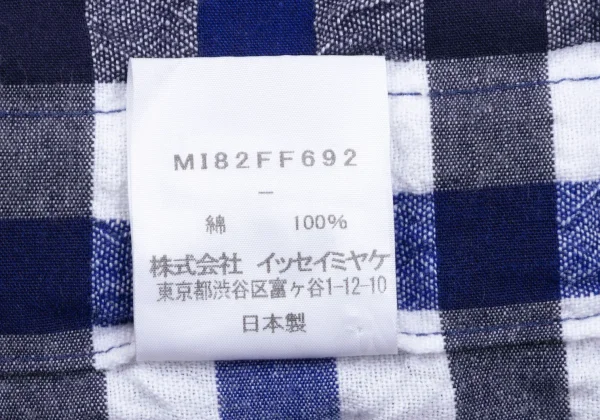 MI82FF692
–
綿 100%
株式会社 イッセイミヤケ
東京都渋谷区富ヶ谷1-12-10
日本製